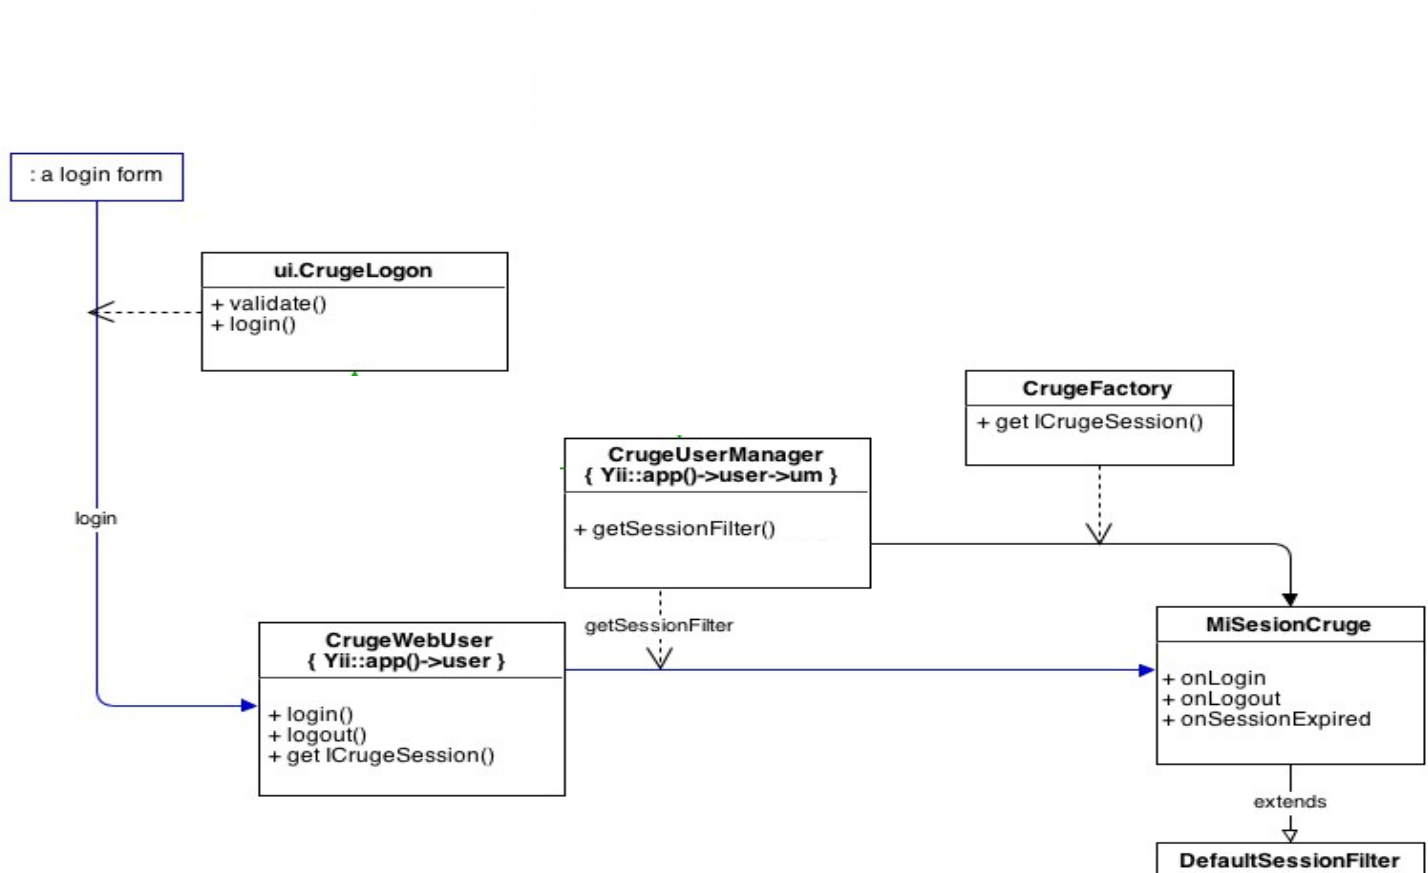 : a login form
ui.CrugeLogon
+ validate()
+ login()
CrugeFactory
+ get ICrugeSession()
CrugeUserManager
{ Yii::app()->user->um }
+ getSessionFilter()
login
getSessionFilter
CrugeWebUser
{ Yii::app()->user }
+ login()
+ logout()
+ get ICrugeSession()
MiSesionCruge
+ onLogin
+ onLogout
+ onSessionExpired
extends
DefaultSessionFilter